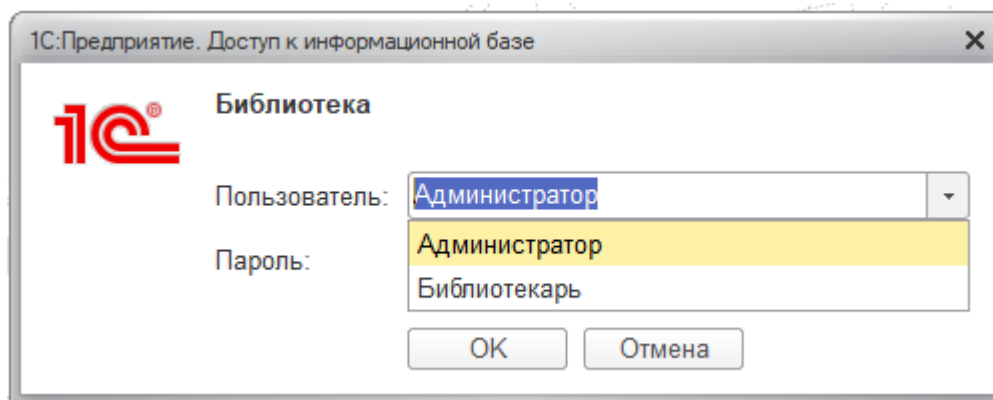 1С:Предприятие. Доступ к информационной базе
1С®
Библиотека
Пользователь: Администратор
Администратор
Пароль:
Библиотекарь
OK Отмена